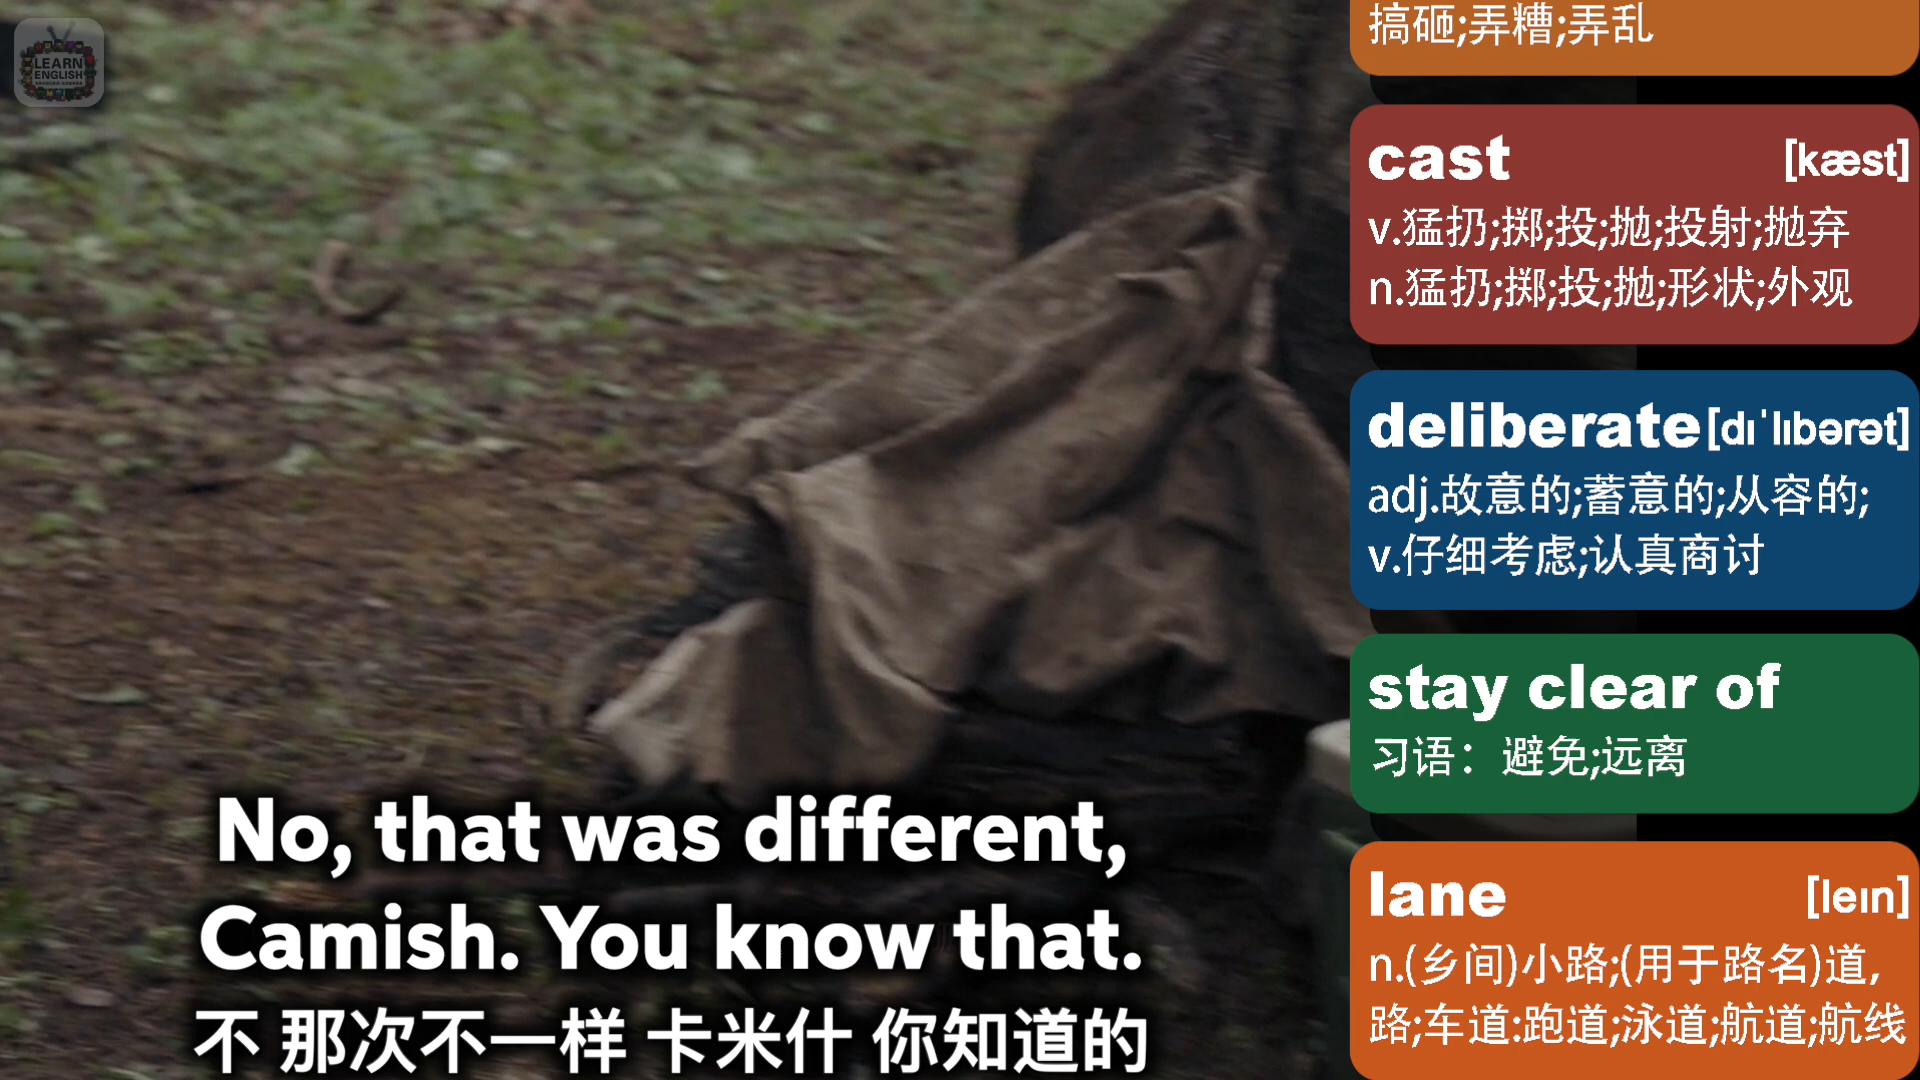 LEARN
ENGLISH
No, that was different,
Camish. You know that.
不 那次不一样 卡米什 你知道的
搞砸;弄糟;弄乱
cast [kæst]
v.猛扔;掷;投;抛;投射;抛弃
n.猛扔;掷;投;抛;形状;外观
deliberate[dɪˈlɪbərət]
adj.故意的;蓄意的;从容的;
v.仔细考虑;认真商讨
stay clear of
习语：避免;远离
lane [leɪn]
n.(乡间)小路;(用于路名)道,
路;车道:跑道;泳道;航道;航线